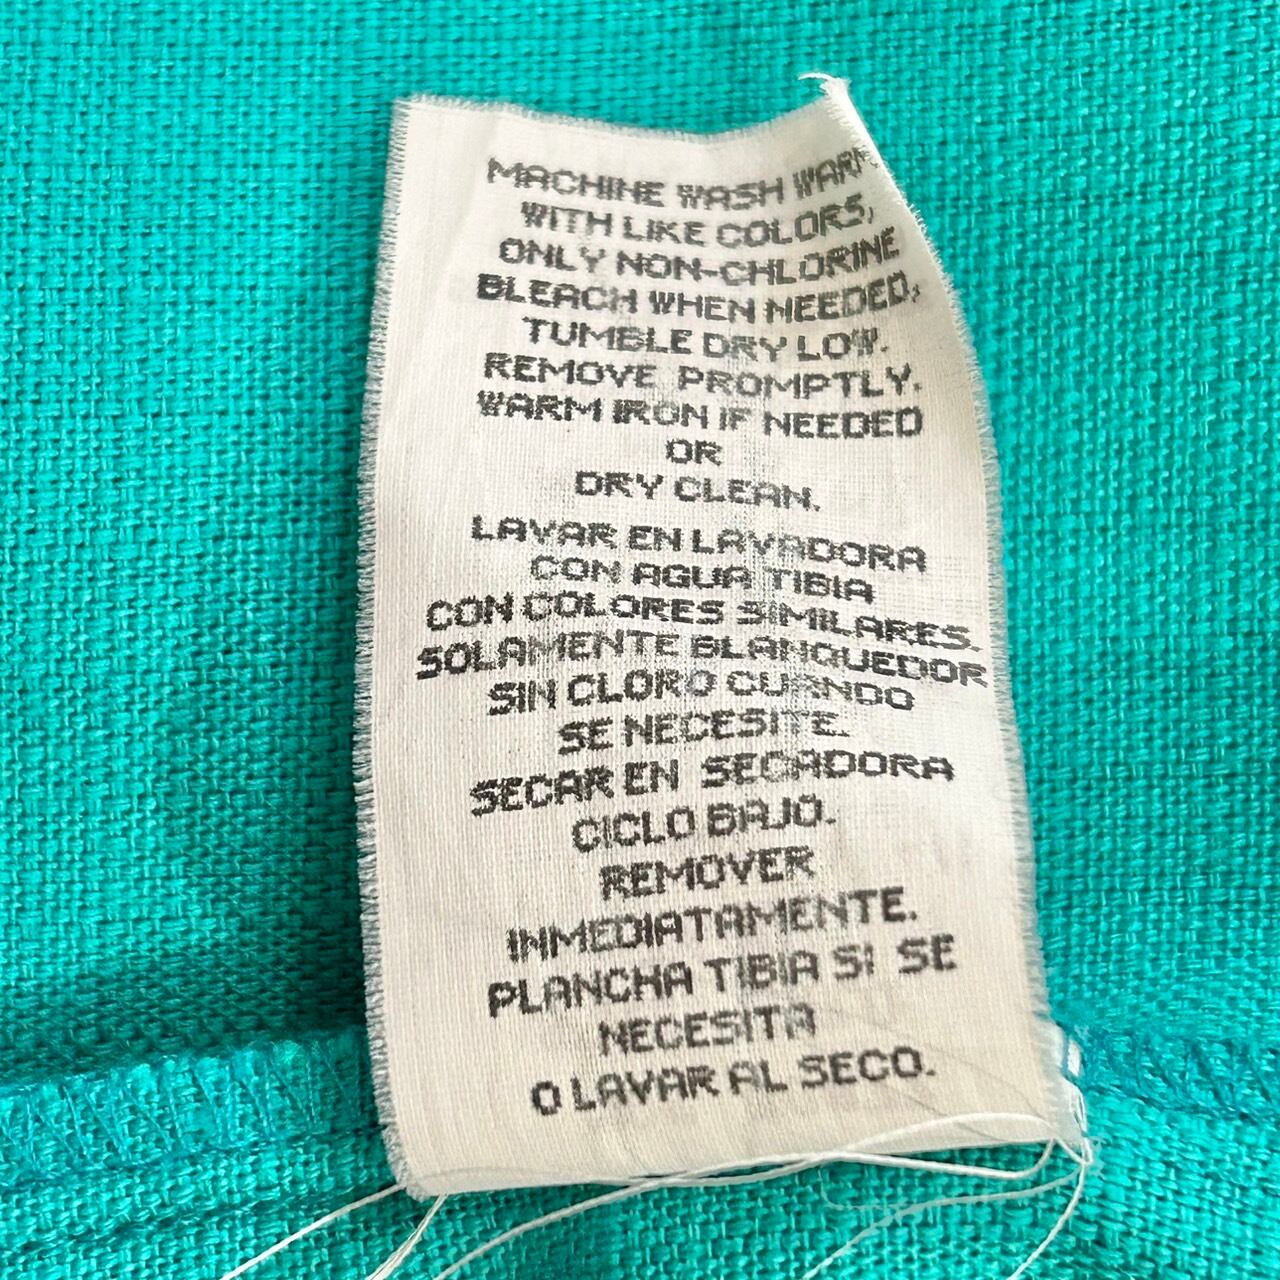 MACHINE WASH WARM
WITH LIKE COLORS,
ONLY NON-CHLORINE
BLEACH WHEN NEEDED,
TUMBLE DRY LOW.
REMOVE PROMPTLY.
WARM IRON IF NEEDED
OR
DRY CLEAN.
LAVAR EN LAVADORA
CON AGUA TIBIA
CON COLORES SIMILARES.
SOLAMENTE BLANQUEDOR
SIN CLORO CUANDO
SE NECESITE.
SECAR EN SECADORA
CICLO BAJO.
REMOVER
INMEDIATAMENTE.
PLANCHA TIBIA SI SE
NECESITA
O LAVAR AL SECO.